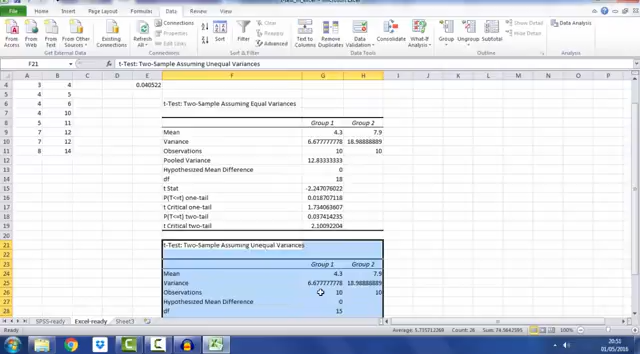 File Home Insert Page Layout Formulas Data Review View
From Access From Web From Text From Other Sources Existing Connections
Get External Data
Refresh All Connections Properties Edit Links
Connections
Sort Filter Clear Reapply Advanced
Sort & Filter
Text to Columns Remove Duplicates Data Validation Consolidate What-If Analysis
Data Tools
Group Ungroup Subtotal Show Detail Hide Detail
Outline
Data Analysis
Analysis
F21 t-Test: Two-Sample Assuming Unequal Variances
A B C D E F G H I J K L M N
4 3 4 0.040522
5 4 5
6 4 6 t-Test: Two-Sample Assuming Equal Variances
7 4 10
8 5 11 Group 1 Group 2
9 7 12 Mean 4.3 7.9
10 7 12 Variance 6.677777778 18.98888889
11 8 14 Observations 10 10
12 Pooled Variance 12.83333333
13 Hypothesized Mean Difference 0
14 df 18
15 t Stat -2.247076022
16 P(T<=t) one-tail 0.018707118
17 t Critical one-tail 1.734063607
18 P(T<=t) two-tail 0.037414235
19 t Critical two-tail 2.10092204
20
21 t-Test: Two-Sample Assuming Unequal Variances
22
23 Group 1 Group 2
24 Mean 4.3 7.9
25 Variance 6.677777778 18.98888889
26 Observations 10 10
27 Hypothesized Mean Difference 0
28 df 15
SPSS-ready Excel-ready Sheet3
Ready Count: 26 100%
20:51
01/05/2016